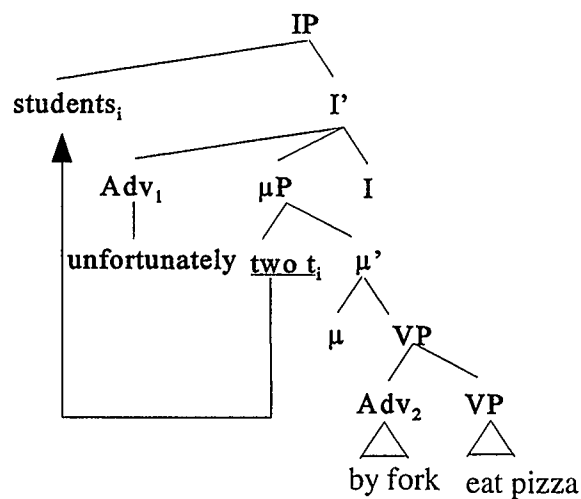 IP
students_i I'
Adv_1 μP I
unfortunately two t_i μ'
μ VP
Adv_2 VP
by fork eat pizza